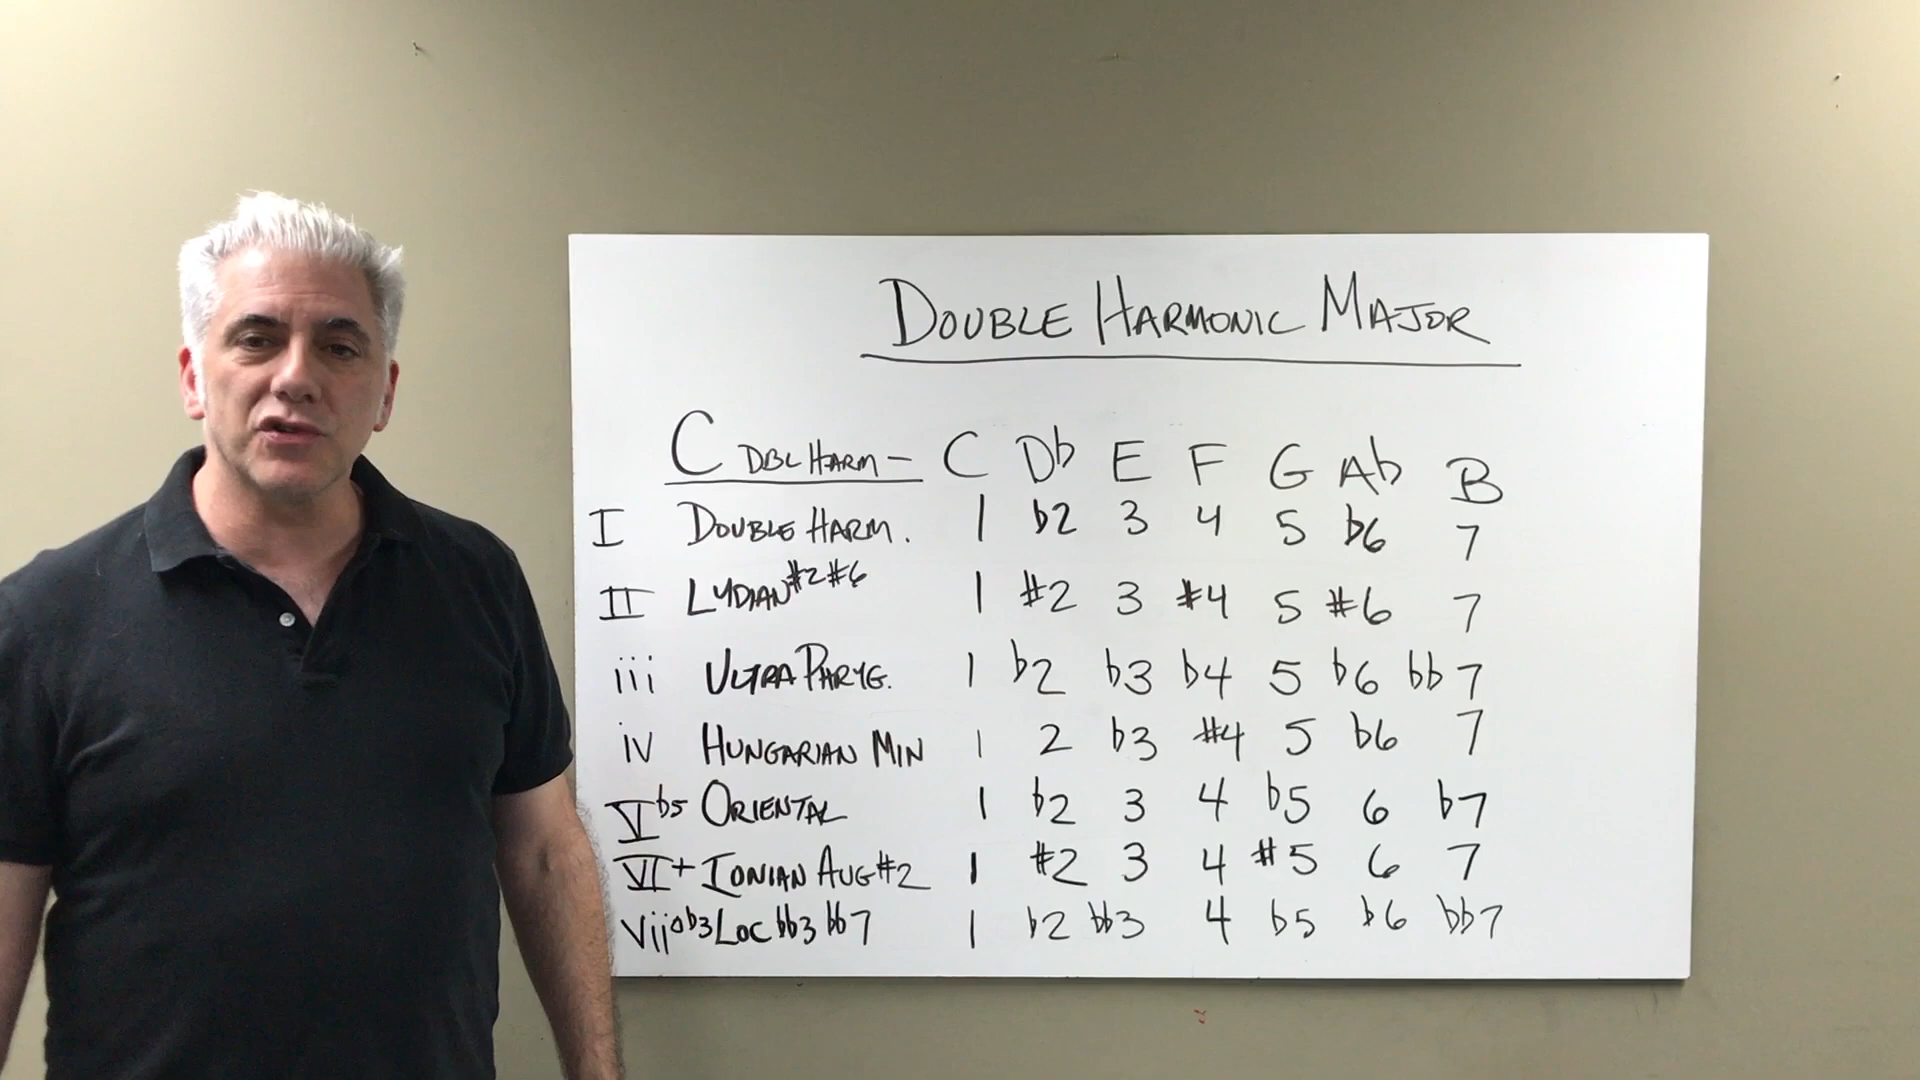 DOUBLE HARMONIC MAJOR
C DBL HARM - C Db E F G Ab B
I DOUBLE HARM. 1 b2 3 4 5 b6 7
II LYDIAN #2 #6 1 #2 3 #4 5 #6 7
iii ULTRA PHRYG. 1 b2 b3 b4 5 b6 bb7
iv HUNGARIAN MIN 1 2 b3 #4 5 b6 7
V b5 ORIENTAL 1 b2 3 4 b5 6 b7
VI+ IONIAN AUG #2 1 #2 3 4 #5 6 7
vii ob3 LOC bb3 bb7 1 b2 bb3 4 b5 b6 bb7